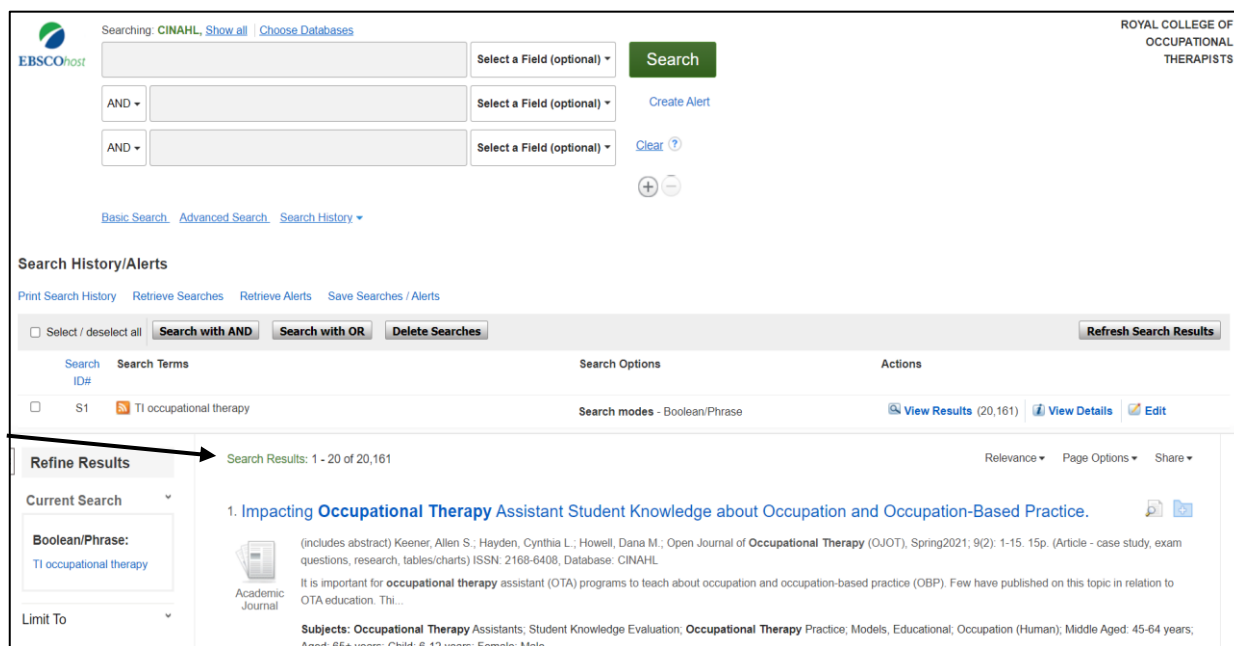 Searching: CINAHL, Show all | Choose Databases
ROYAL COLLEGE OF
OCCUPATIONAL
THERAPISTS
EBSCOhost
Select a Field (optional)
Search
AND
Select a Field (optional)
Create Alert
AND
Select a Field (optional)
Clear ?
Basic Search Advanced Search Search History
Search History/Alerts
Print Search History Retrieve Searches Retrieve Alerts Save Searches / Alerts
Select / deselect all Search with AND Search with OR Delete Searches Refresh Search Results
Search ID# Search Terms Search Options Actions
S1 TI occupational therapy Search modes - Boolean/Phrase View Results (20,161) View Details Edit
Refine Results
Search Results: 1 - 20 of 20,161 Relevance Page Options Share
Current Search
Boolean/Phrase:
TI occupational therapy
Limit To
1. Impacting Occupational Therapy Assistant Student Knowledge about Occupation and Occupation-Based Practice.
Academic
Journal
(includes abstract) Keener, Allen S.; Hayden, Cynthia L.; Howell, Dana M.; Open Journal of Occupational Therapy (OJOT), Spring2021; 9(2): 1-15. 15p. (Article - case study, exam
questions, research, tables/charts) ISSN: 2168-6408, Database: CINAHL
It is important for occupational therapy assistant (OTA) programs to teach about occupation and occupation-based practice (OBP). Few have published on this topic in relation to
OTA education. Thi...
Subjects: Occupational Therapy Assistants; Student Knowledge Evaluation; Occupational Therapy Practice; Models, Educational; Occupation (Human); Middle Aged: 45-64 years;
Aged: 65+ years; Child: 6-12 years; Female; Male